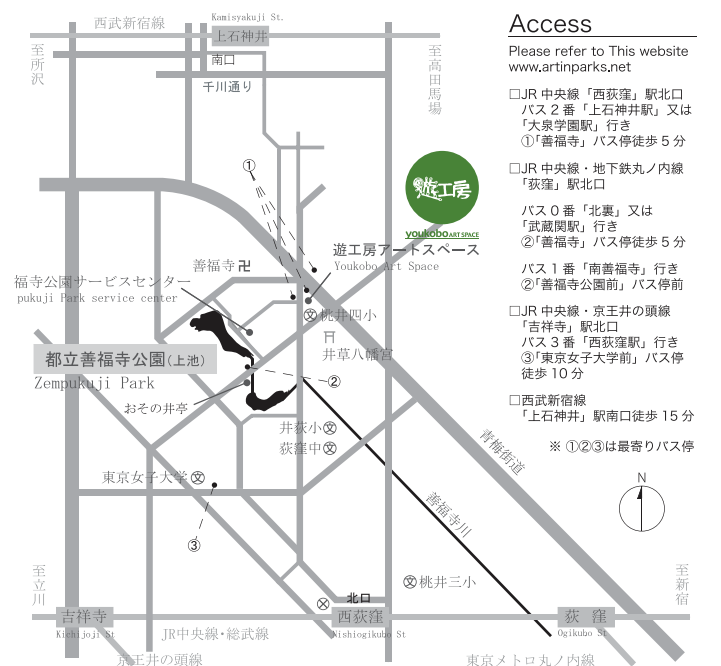 西武新宿線
Kamisyakuji St.
上石神井
南口
千川通り
至所沢
至高田馬場
①
遊工房
youkobo ART SPACE
遊工房アートスペース
Youkobo Art Space
善福寺卍
福寺公園サービスセンター
pukuji Park service center
文桃井四小
井草八幡宮
都立善福寺公園(上池)
Zempukuji Park
②
おその井亭
井荻小文
荻窪中文
青梅街道
東京女子大学文
善福寺川
③
至立川
文桃井三小
至新宿
北口
吉祥寺
Kichijoji St
JR中央線・総武線
西荻窪
Nishiogikubo St
荻 窪
Ogikubo St
京王井の頭線
東京メトロ丸ノ内線
N
Access
Please refer to This website
www.artinparks.net
□JR 中央線「西荻窪」駅北口
バス2番「上石神井駅」又は
「大泉学園駅」行き
①「善福寺」バス停徒歩5分
□JR 中央線・地下鉄丸ノ内線
「荻窪」駅北口
バス0番「北裏」又は
「武蔵関駅」行き
②「善福寺」バス停徒歩5分
バス1番「南善福寺」行き
②「善福寺公園前」バス停前
□JR 中央線・京王井の頭線
「吉祥寺」駅北口
バス3番「西荻窪駅」行き
③「東京女子大学前」バス停
徒歩10分
□西武新宿線
「上石神井」駅南口徒歩15分
※ ①②③は最寄りバス停